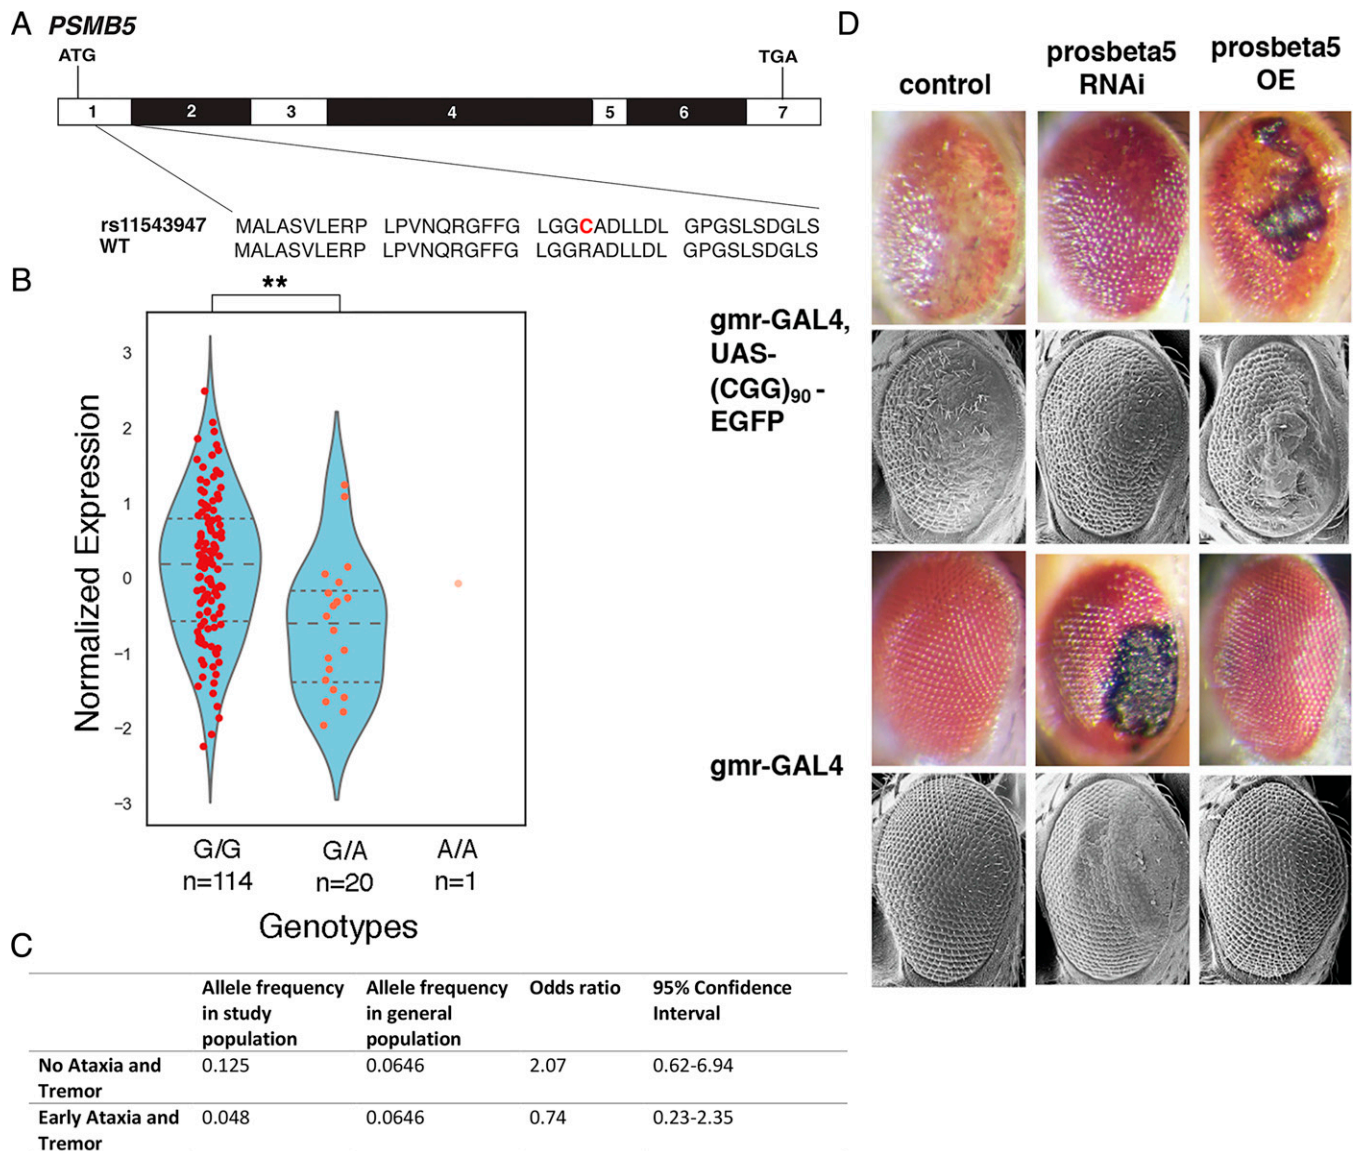 A PSMB5
ATG TGA
1 2 3 4 5 6 7
rs11543947 MALASVLERP LPVNQRGFFG LGGCADLLDL GPGSLSDGLS
WT MALASVLERP LPVNQRGFFG LGGRADLLDL GPGSLSDGLS
B
**
Normalized Expression
3
2
1
0
−1
−2
−3
G/G G/A A/A
n=114 n=20 n=1
Genotypes
C
Allele frequency in study population
Allele frequency in general population
Odds ratio
95% Confidence Interval
No Ataxia and Tremor 0.125 0.0646 2.07 0.62-6.94
Early Ataxia and Tremor 0.048 0.0646 0.74 0.23-2.35
D
control
prosbeta5
RNAi
prosbeta5
OE
gmr-GAL4,
UAS-
(CGG)90 -
EGFP
gmr-GAL4